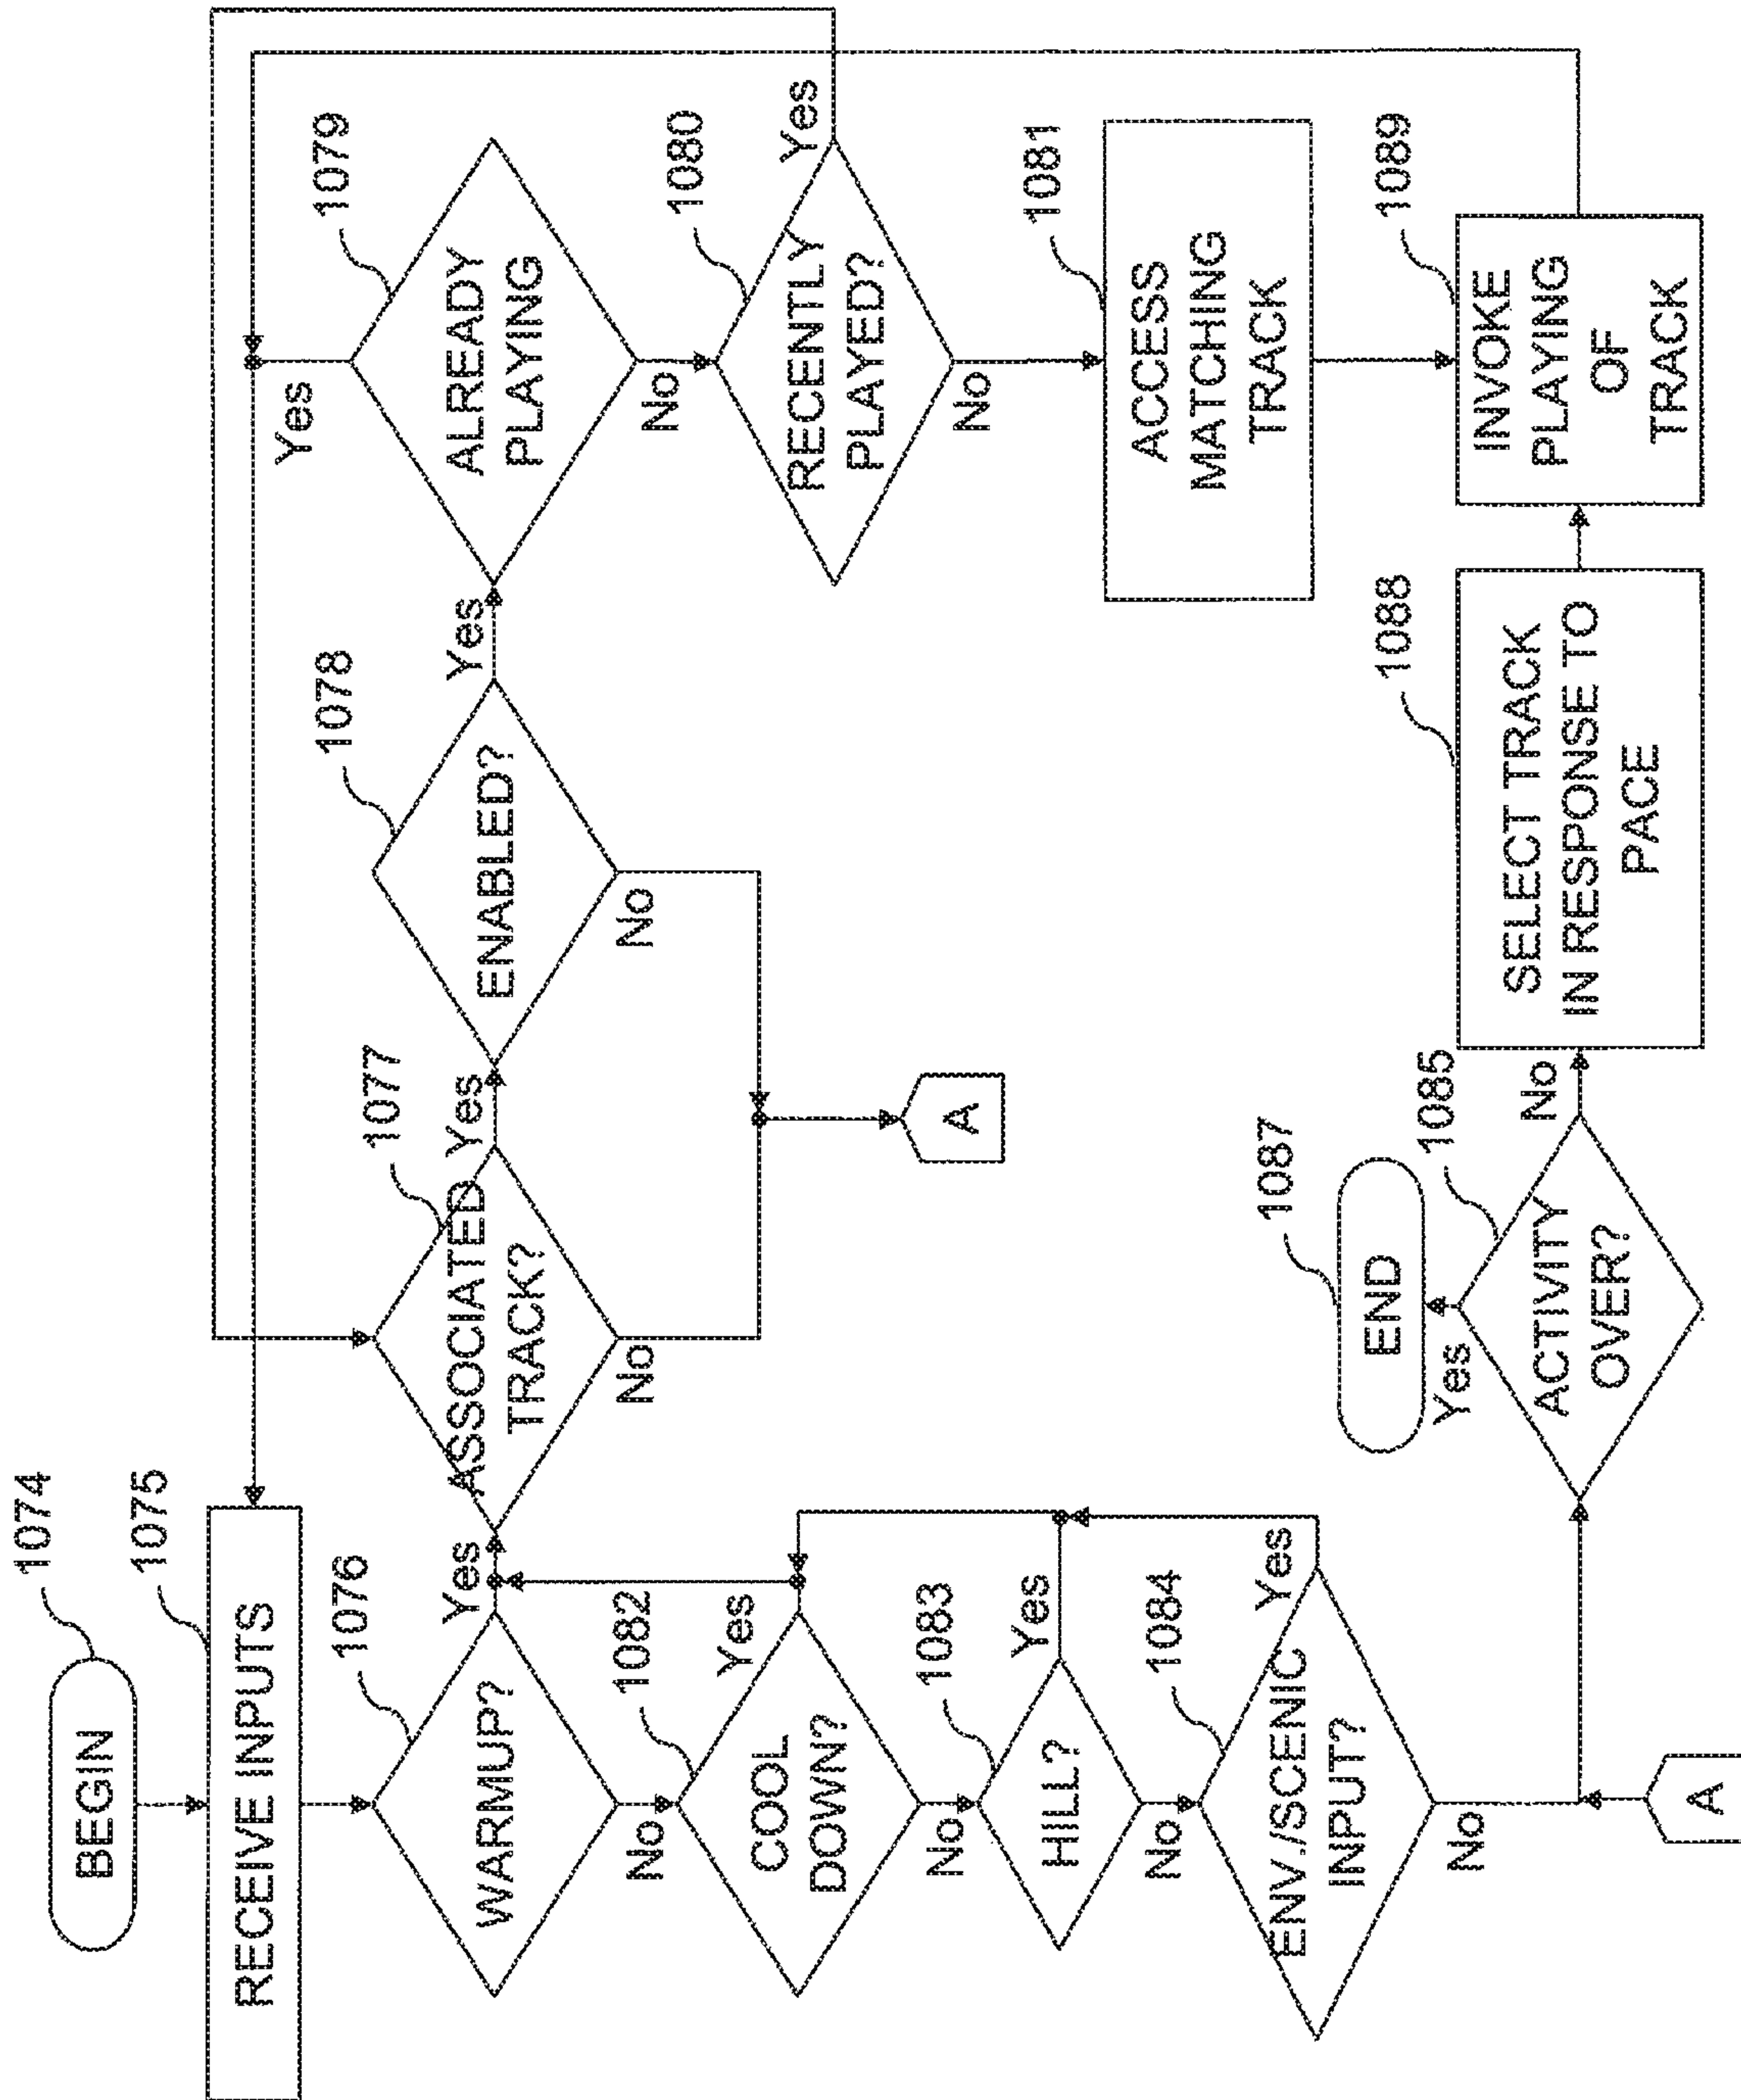 BEGIN
1074
RECEIVE INPUTS
1075
WARMUP?
1076
Yes
No
COOL
DOWN?
1082
Yes
No
HILL?
1083
Yes
No
ENV./SCENIC
INPUT?
1084
Yes
No
A
ASSOCIATED
TRACK?
1077
Yes
No
ENABLED?
1078
Yes
No
A
ALREADY
PLAYING
1079
Yes
No
RECENTLY
PLAYED?
1080
Yes
No
ACCESS
MATCHING
TRACK
1081
ACTIVITY
OVER?
1085
Yes
No
END
1087
SELECT TRACK
IN RESPONSE TO
PACE
1088
INVOKE
PLAYING
OF
TRACK
1089